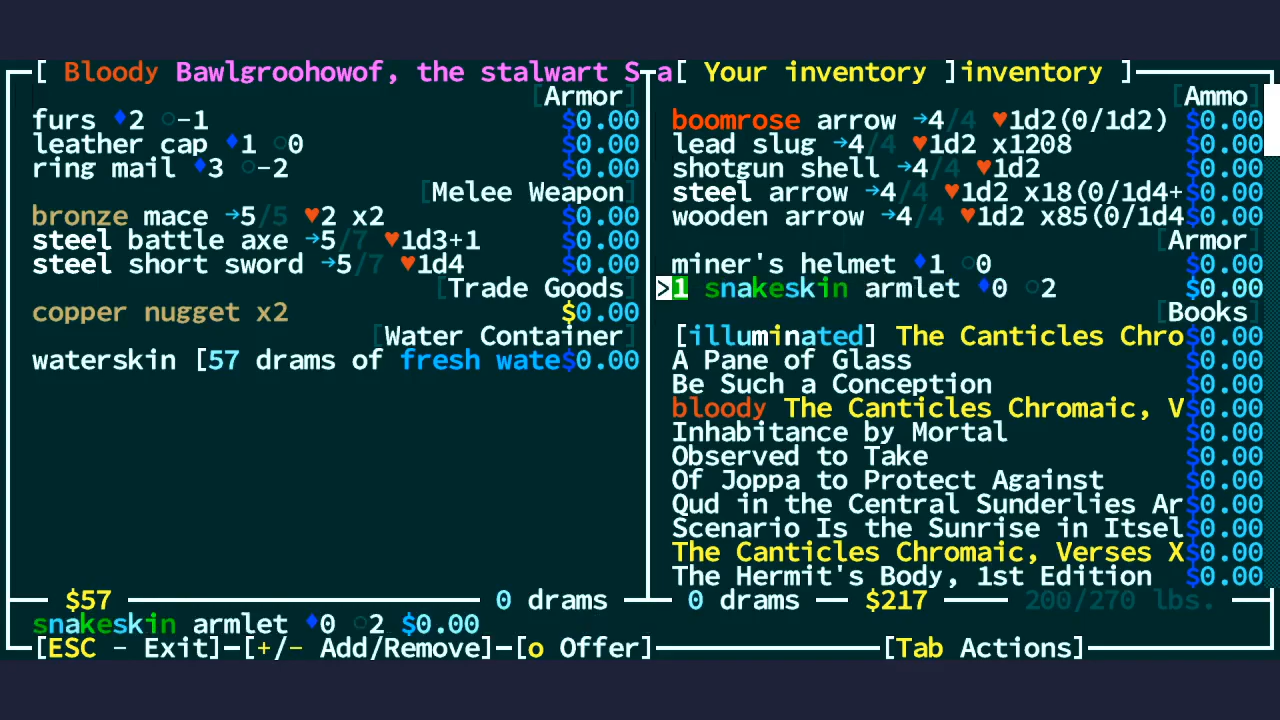 [ Bloody Bawlgroohowof, the stalwart S a[ Your inventory ]inventory ]
[Armor]
furs ♦2 ○-1 $0.00
leather cap ♦1 ○0 $0.00
ring mail ♦3 ○-2 $0.00
[Melee Weapon]
bronze mace →5/5 ♥2 x2 $0.00
steel battle axe →5/7 ♥1d3+1 $0.00
steel short sword →5/7 ♥1d4 $0.00
[Trade Goods]
copper nugget x2 $0.00
[Water Container]
waterskin [57 drams of fresh wate$0.00
[Ammo]
boomrose arrow →4/4 ♥1d2(0/1d2) $0.00
lead slug →4/4 ♥1d2 x1208 $0.00
shotgun shell →4/4 ♥1d2 $0.00
steel arrow →4/4 ♥1d2 x18(0/1d4+$0.00
wooden arrow →4/4 ♥1d2 x85(0/1d4$0.00
[Armor]
miner's helmet ♦1 ○0 $0.00
>1 snakeskin armlet ♦0 ○2 $0.00
[Books]
[illuminated] The Canticles Chro$0.00
A Pane of Glass $0.00
Be Such a Conception $0.00
bloody The Canticles Chromaic, V$0.00
Inhabitance by Mortal $0.00
Observed to Take $0.00
Of Joppa to Protect Against $0.00
Qud in the Central Sunderlies Ar$0.00
Scenario Is the Sunrise in Itsel$0.00
The Canticles Chromaic, Verses X$0.00
The Hermit's Body, 1st Edition $0.00
$57 0 drams 0 drams $217 200/270 lbs.
snakeskin armlet ♦0 ○2 $0.00
[ESC - Exit]-[+/- Add/Remove]-[o Offer] [Tab Actions]